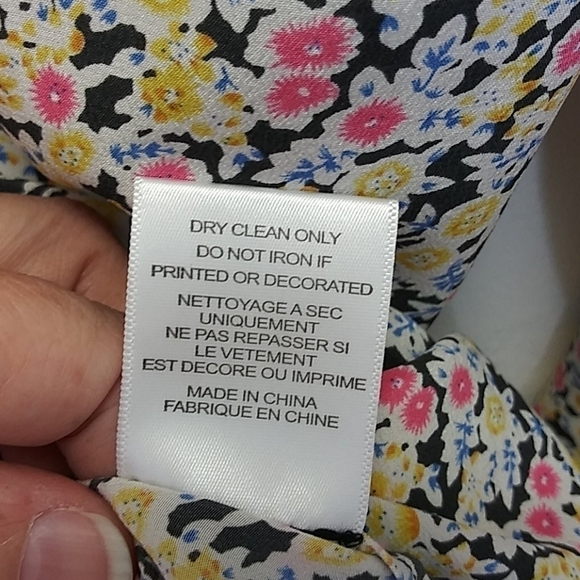 DRY CLEAN ONLY
DO NOT IRON IF
PRINTED OR DECORATED
NETTOYAGE A SEC
UNIQUEMENT
NE PAS REPASSER SI
LE VETEMENT
EST DECORE OU IMPRIME
MADE IN CHINA
FABRIQUE EN CHINE